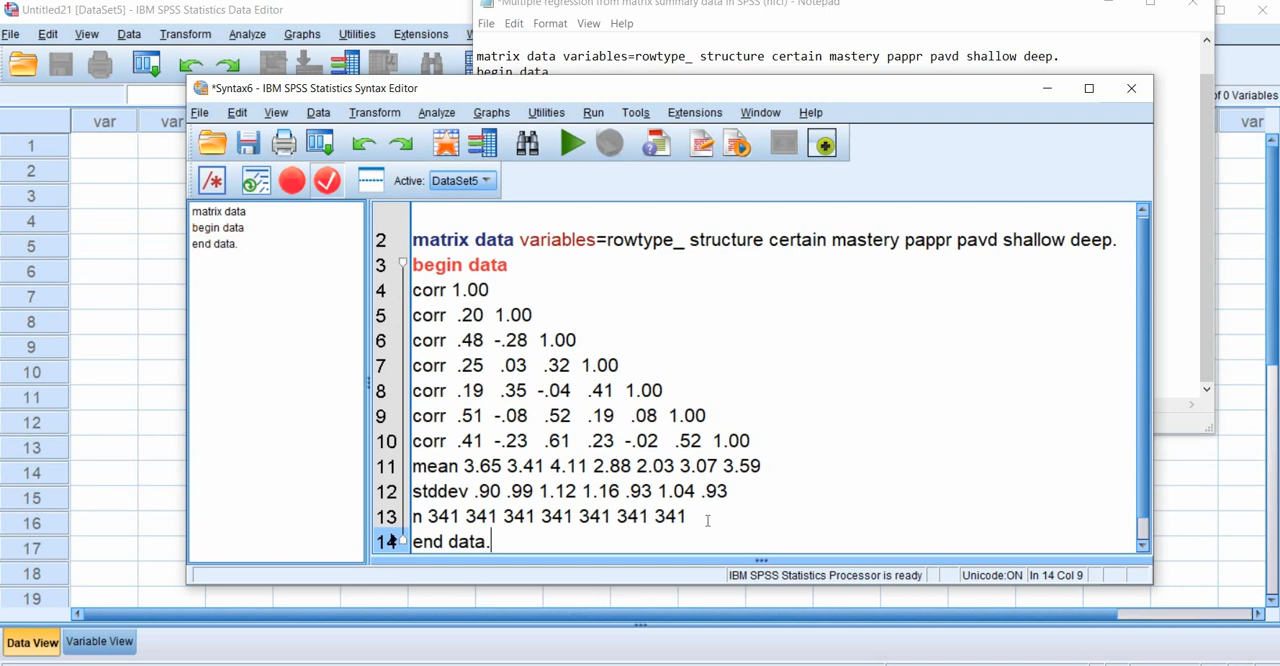 Untitled21 [DataSet5] - IBM SPSS Statistics Data Editor
*Multiple regression from matrix summary data in SPSS (nfc) - Notepad
File Edit View Data Transform Analyze Graphs Utilities Extensions
File Edit Format View Help
matrix data variables=rowtype_ structure certain mastery pappr pavd shallow deep.
begin data
*Syntax6 - IBM SPSS Statistics Syntax Editor
File Edit View Data Transform Analyze Graphs Utilities Run Tools Extensions Window Help
of 0 Variables
Active: DataSet5
var var var
matrix data
begin data
end data.
2 matrix data variables=rowtype_ structure certain mastery pappr pavd shallow deep.
3 begin data
4 corr 1.00
5 corr .20 1.00
6 corr .48 -.28 1.00
7 corr .25 .03 .32 1.00
8 corr .19 .35 -.04 .41 1.00
9 corr .51 -.08 .52 .19 .08 1.00
10 corr .41 -.23 .61 .23 -.02 .52 1.00
11 mean 3.65 3.41 4.11 2.88 2.03 3.07 3.59
12 stddev .90 .99 1.12 1.16 .93 1.04 .93
13 n 341 341 341 341 341 341 341
14 end data.
1
2
3
4
5
6
7
8
9
10
11
12
13
14
15
16
17
18
19
IBM SPSS Statistics Processor is ready Unicode:ON In 14 Col 9
Data View Variable View